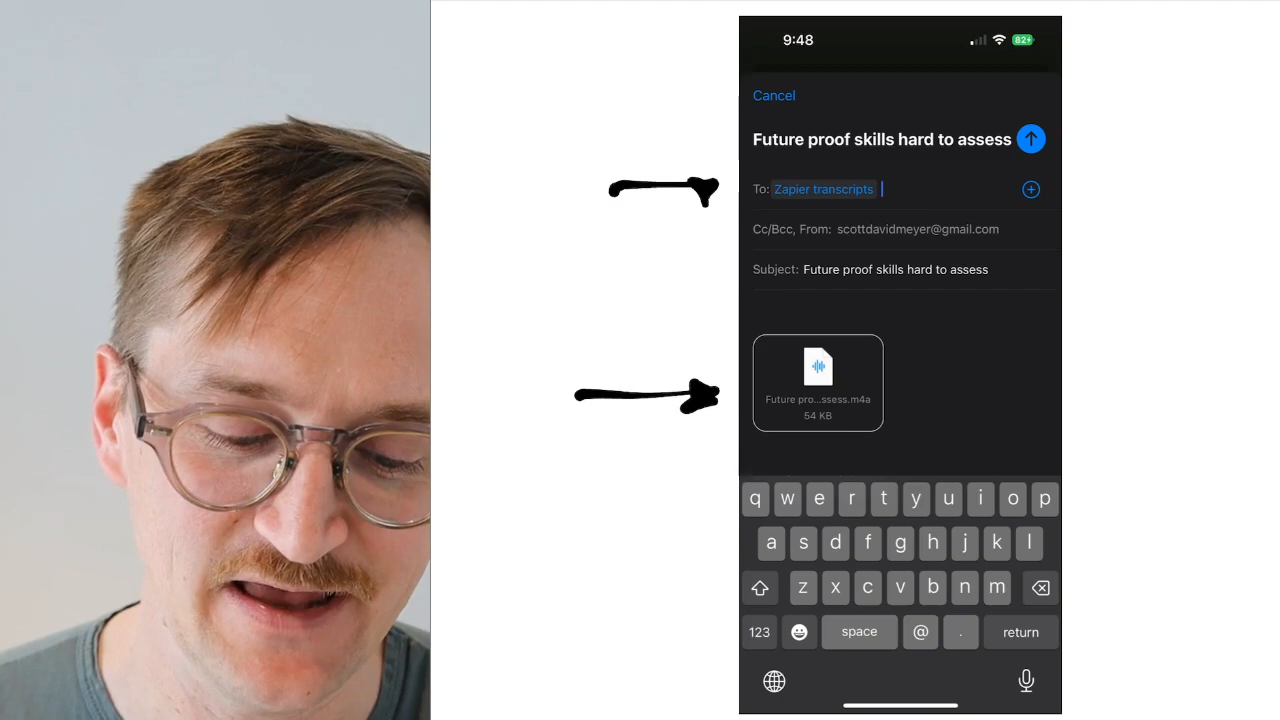 9:48
82
Cancel
Future proof skills hard to assess
To: Zapier transcripts
Cc/Bcc, From: scottdavidmeyer@gmail.com
Subject: Future proof skills hard to assess
Future pro...ssess.m4a
54 KB
q w e r t y u i o p
a s d f g h j k l
z x c v b n m
123 space @ . return